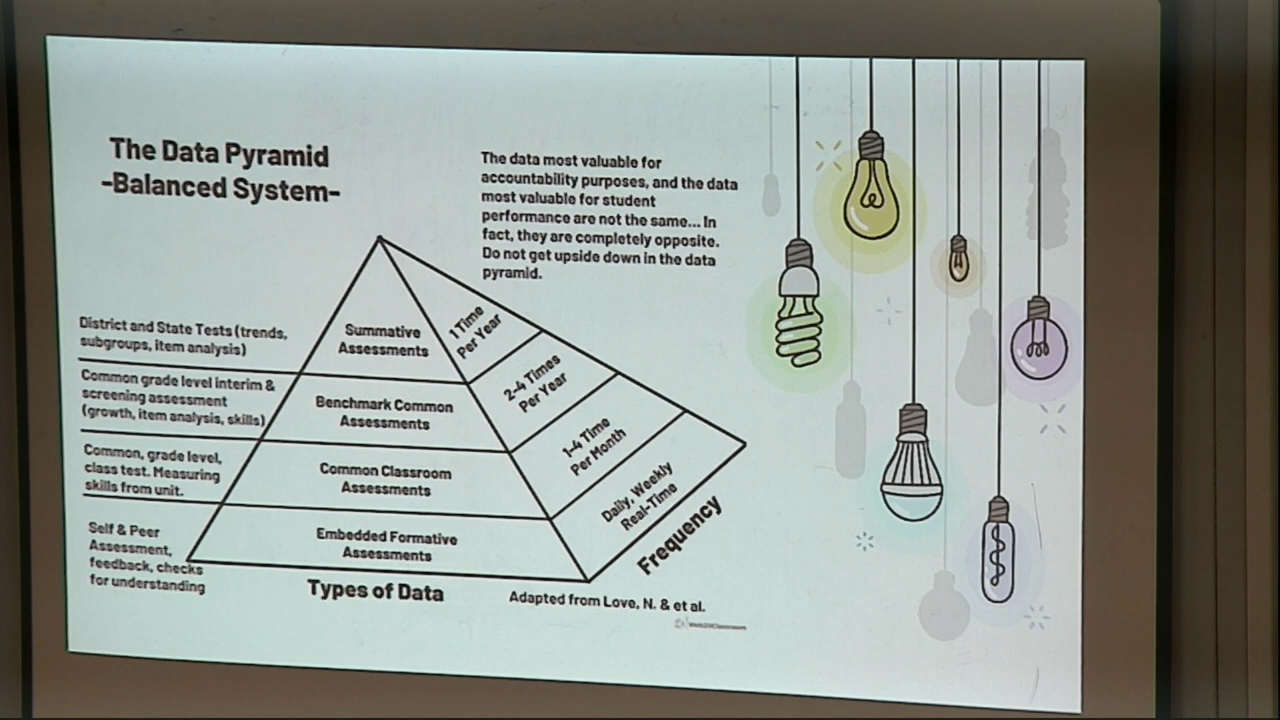 The Data Pyramid
-Balanced System-
The data most valuable for
accountability purposes, and the data
most valuable for student
performance are not the same... In
fact, they are completely opposite.
Do not get upside down in the data
pyramid.
District and State Tests (trends,
subgroups, item analysis)
Summative
Assessments
1 Time
Per Year
Common grade level interim &
screening assessment
(growth, item analysis, skills)
Benchmark Common
Assessments
2-4 Times
Per Year
Common, grade level,
class test. Measuring
skills from unit.
Common Classroom
Assessments
1-4 Time
Per Month
Self & Peer
Assessment,
feedback, checks
for understanding
Embedded Formative
Assessments
Daily, Weekly
Real-Time
Types of Data
Frequency
Adapted from Love, N. & et al.